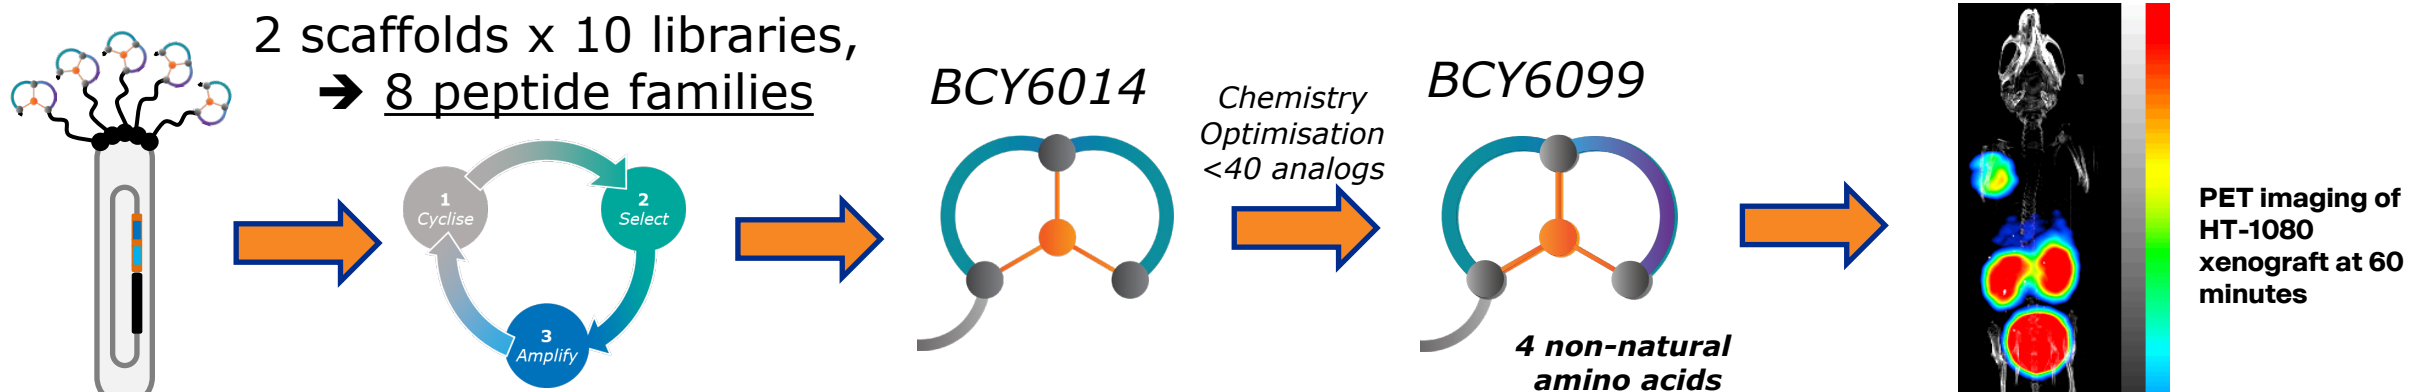 2 scaffolds x 10 libraries,
➔ 8 peptide families
1
Cyclise
2
Select
3
Amplify
BCY6014
Chemistry
Optimisation
<40 analogs
BCY6099
4 non-natural
amino acids
PET imaging of
HT-1080
xenograft at 60
minutes